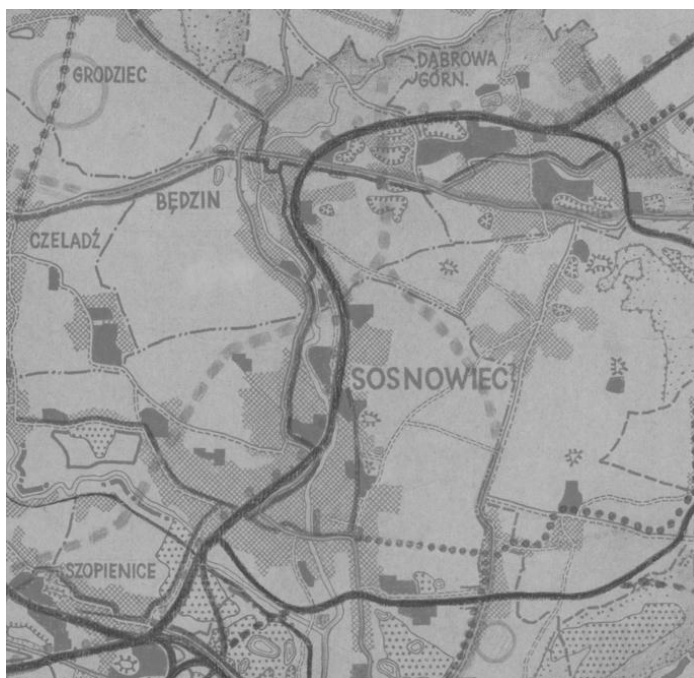 GRODZIEC
DĄBROWA
GÓRN.
BĘDZIN
CZELADŹ
SOSNOWIEC
SZOPIENICE